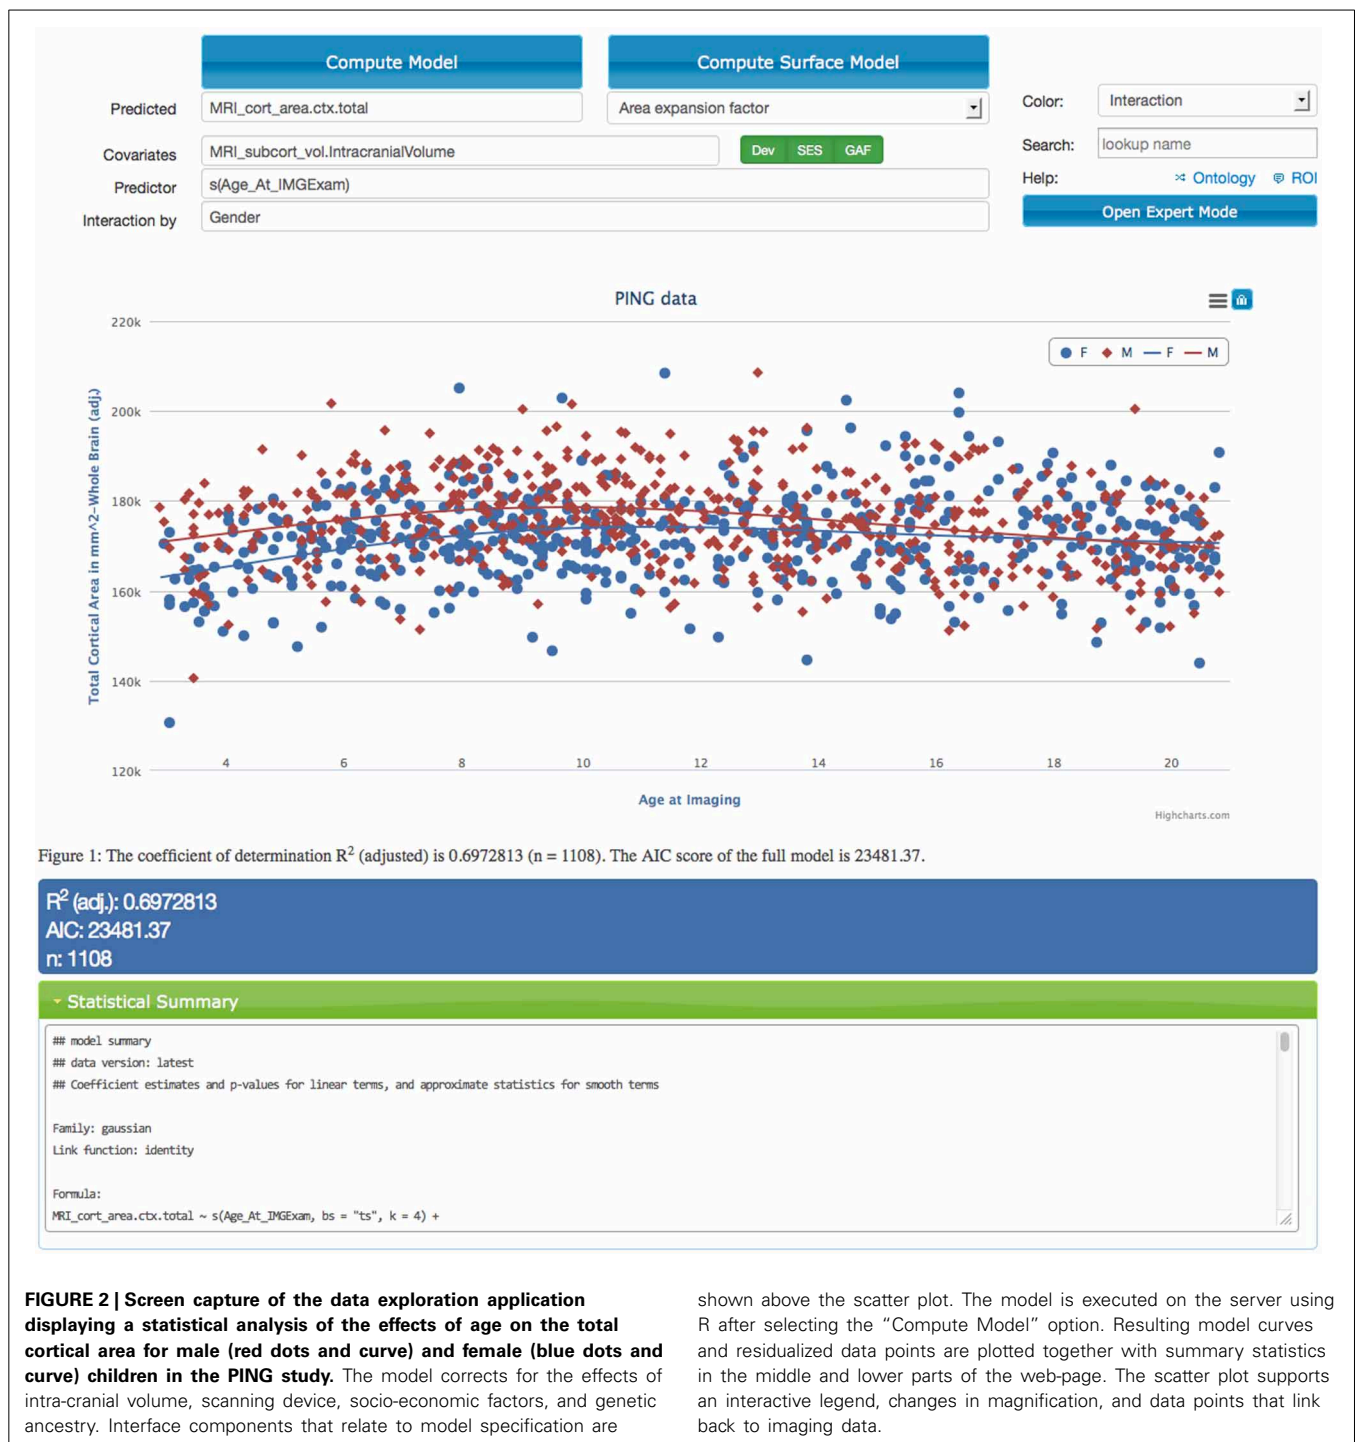 Compute Model
Compute Surface Model
Predicted
MRI_cort_area.ctx.total
Area expansion factor
Color:
Interaction
Covariates
MRI_subcort_vol.IntracranialVolume
Dev SES GAF
Search:
lookup name
Predictor
s(Age_At_IMGExam)
Help:
Ontology
ROI
Interaction by
Gender
Open Expert Mode
PING data
220k
F M F M
200k
180k
160k
140k
120k
Total Cortical Area in mm^2-Whole Brain (adj.)
4 6 8 10 12 14 16 18 20
Age at Imaging
Highcharts.com
Figure 1: The coefficient of determination R² (adjusted) is 0.6972813 (n = 1108). The AIC score of the full model is 23481.37.
R² (adj.): 0.6972813
AIC: 23481.37
n: 1108
Statistical Summary
## model summary
## data version: latest
## Coefficient estimates and p-values for linear terms, and approximate statistics for smooth terms
Family: gaussian
Link function: identity
Formula:
MRI_cort_area.ctx.total ~ s(Age_At_IMGExam, bs = "ts", k = 4) +
FIGURE 2 | Screen capture of the data exploration application
displaying a statistical analysis of the effects of age on the total
cortical area for male (red dots and curve) and female (blue dots and
curve) children in the PING study. The model corrects for the effects of
intra-cranial volume, scanning device, socio-economic factors, and genetic
ancestry. Interface components that relate to model specification are
shown above the scatter plot. The model is executed on the server using
R after selecting the “Compute Model” option. Resulting model curves
and residualized data points are plotted together with summary statistics
in the middle and lower parts of the web-page. The scatter plot supports
an interactive legend, changes in magnification, and data points that link
back to imaging data.